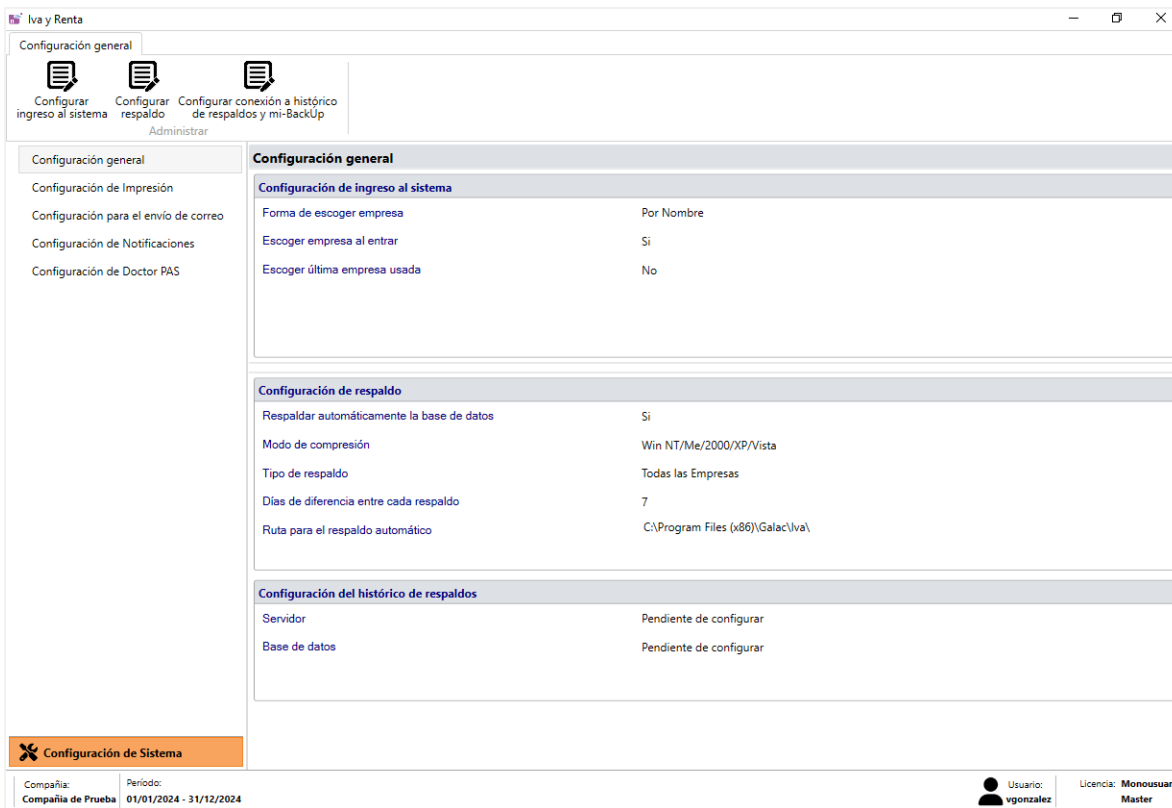 Iva y Renta
Configuración general
Configurar
ingreso al sistema
Configurar
respaldo
Configurar conexión a histórico
de respaldos y mi-BackUp
Administrar
Configuración general
Configuración de Impresión
Configuración para el envío de correo
Configuración de Notificaciones
Configuración de Doctor PAS
Configuración general
Configuración de ingreso al sistema
Forma de escoger empresa Por Nombre
Escoger empresa al entrar Si
Escoger última empresa usada No
Configuración de respaldo
Respaldar automáticamente la base de datos Si
Modo de compresión Win NT/Me/2000/XP/Vista
Tipo de respaldo Todas las Empresas
Días de diferencia entre cada respaldo 7
Ruta para el respaldo automático C:\Program Files (x86)\Galac\Iva\
Configuración del histórico de respaldos
Servidor Pendiente de configurar
Base de datos Pendiente de configurar
Configuración de Sistema
Compañia: Período: Usuario: Licencia: Monousuar
Compañia de Prueba 01/01/2024 - 31/12/2024 vgonzalez Master